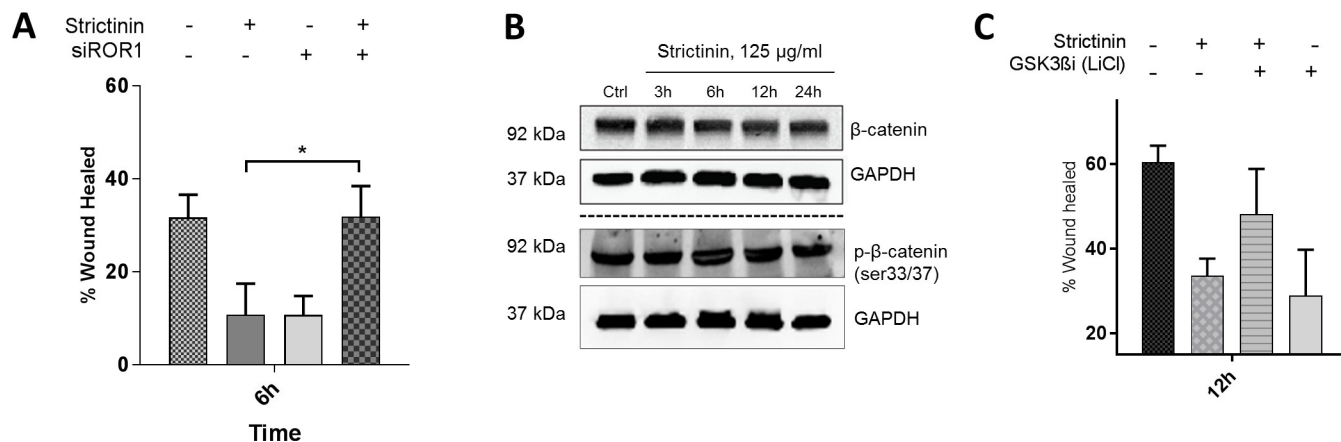 A
Strictinin - + - +
siROR1 - - + +
% Wound Healed
60
40
20
0
*
6h
Time
B
Strictinin, 125 µg/ml
Ctrl 3h 6h 12h 24h
92 kDa β-catenin
37 kDa GAPDH
92 kDa p-β-catenin
(ser33/37)
37 kDa GAPDH
C
Strictinin - + + -
GSK3ßi (LiCl) - - + +
% Wound healed
60
40
20
12h